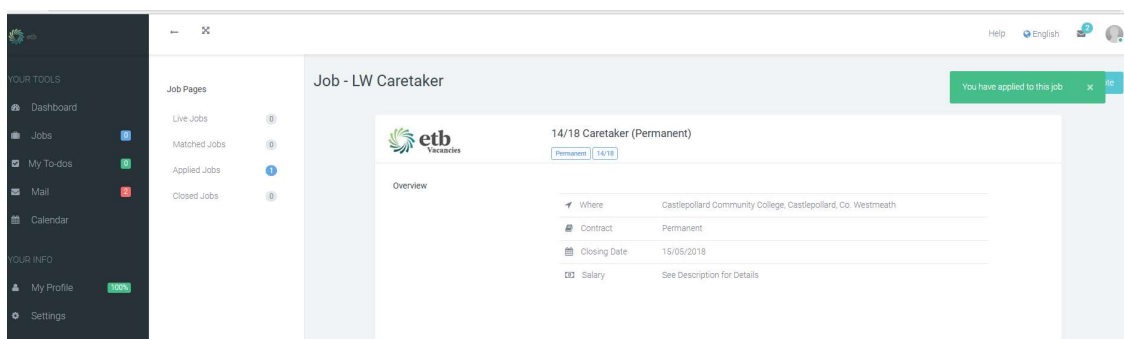 etb
Help
English
2
YOUR TOOLS
Dashboard
Jobs 0
My To-dos 0
Mail 2
Calendar
YOUR INFO
My Profile 100%
Settings
Job Pages
Live Jobs 0
Matched Jobs 0
Applied Jobs 1
Closed Jobs 0
Job - LW Caretaker
You have applied to this job ×
etb
Vacancies
14/18 Caretaker (Permanent)
Permanent 14/18
Overview
Where Castlepollard Community College, Castlepollard, Co. Westmeath
Contract Permanent
Closing Date 15/05/2018
Salary See Description for Details